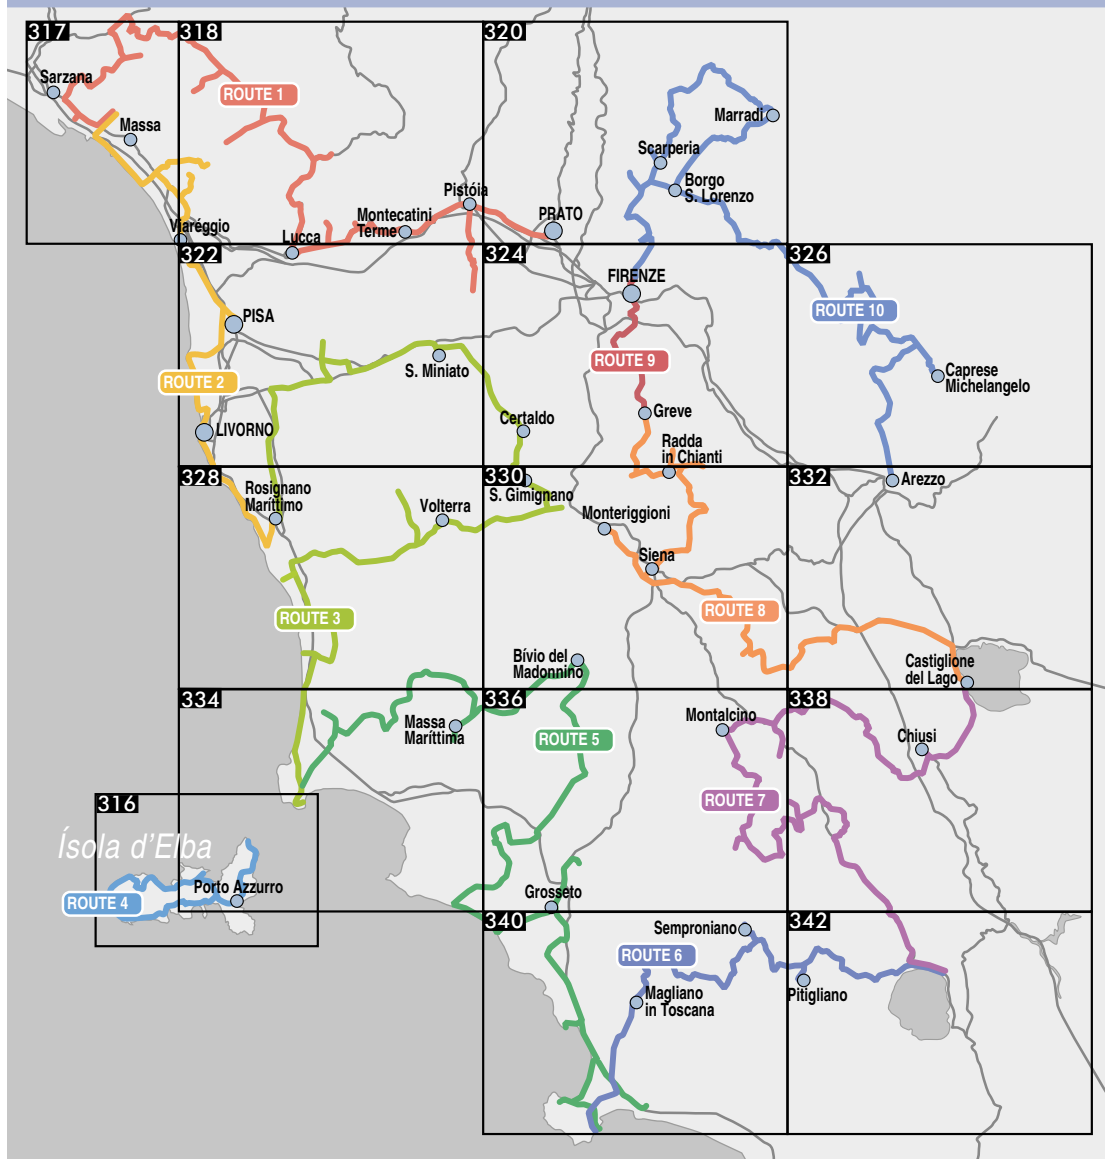 317
318
320
Sarzana
ROUTE 1
Massa
Marradi
Scarperia
Borgo
S. Lorenzo
Pistóia
Montecatini
Terme
PRATO
Viaréggio
Lucca
322
324
326
FIRENZE
PISA
ROUTE 10
S. Miniato
ROUTE 9
ROUTE 2
Caprese
Michelangelo
LIVORNO
Certaldo
Greve
Radda
in Chianti
328
330
332
Rosignano
Maríttimo
Volterra
S. Gimignano
Arezzo
Monteriggioni
Siena
ROUTE 3
ROUTE 8
Bívio del
Madonnino
Castiglione
del Lago
334
336
338
Massa
Maríttima
ROUTE 5
Montalcino
Chiusi
316
ROUTE 7
Ísola d'Elba
Porto Azzurro
ROUTE 4
Grosseto
340
342
Semproniano
ROUTE 6
Magliano
in Toscana
Pitigliano